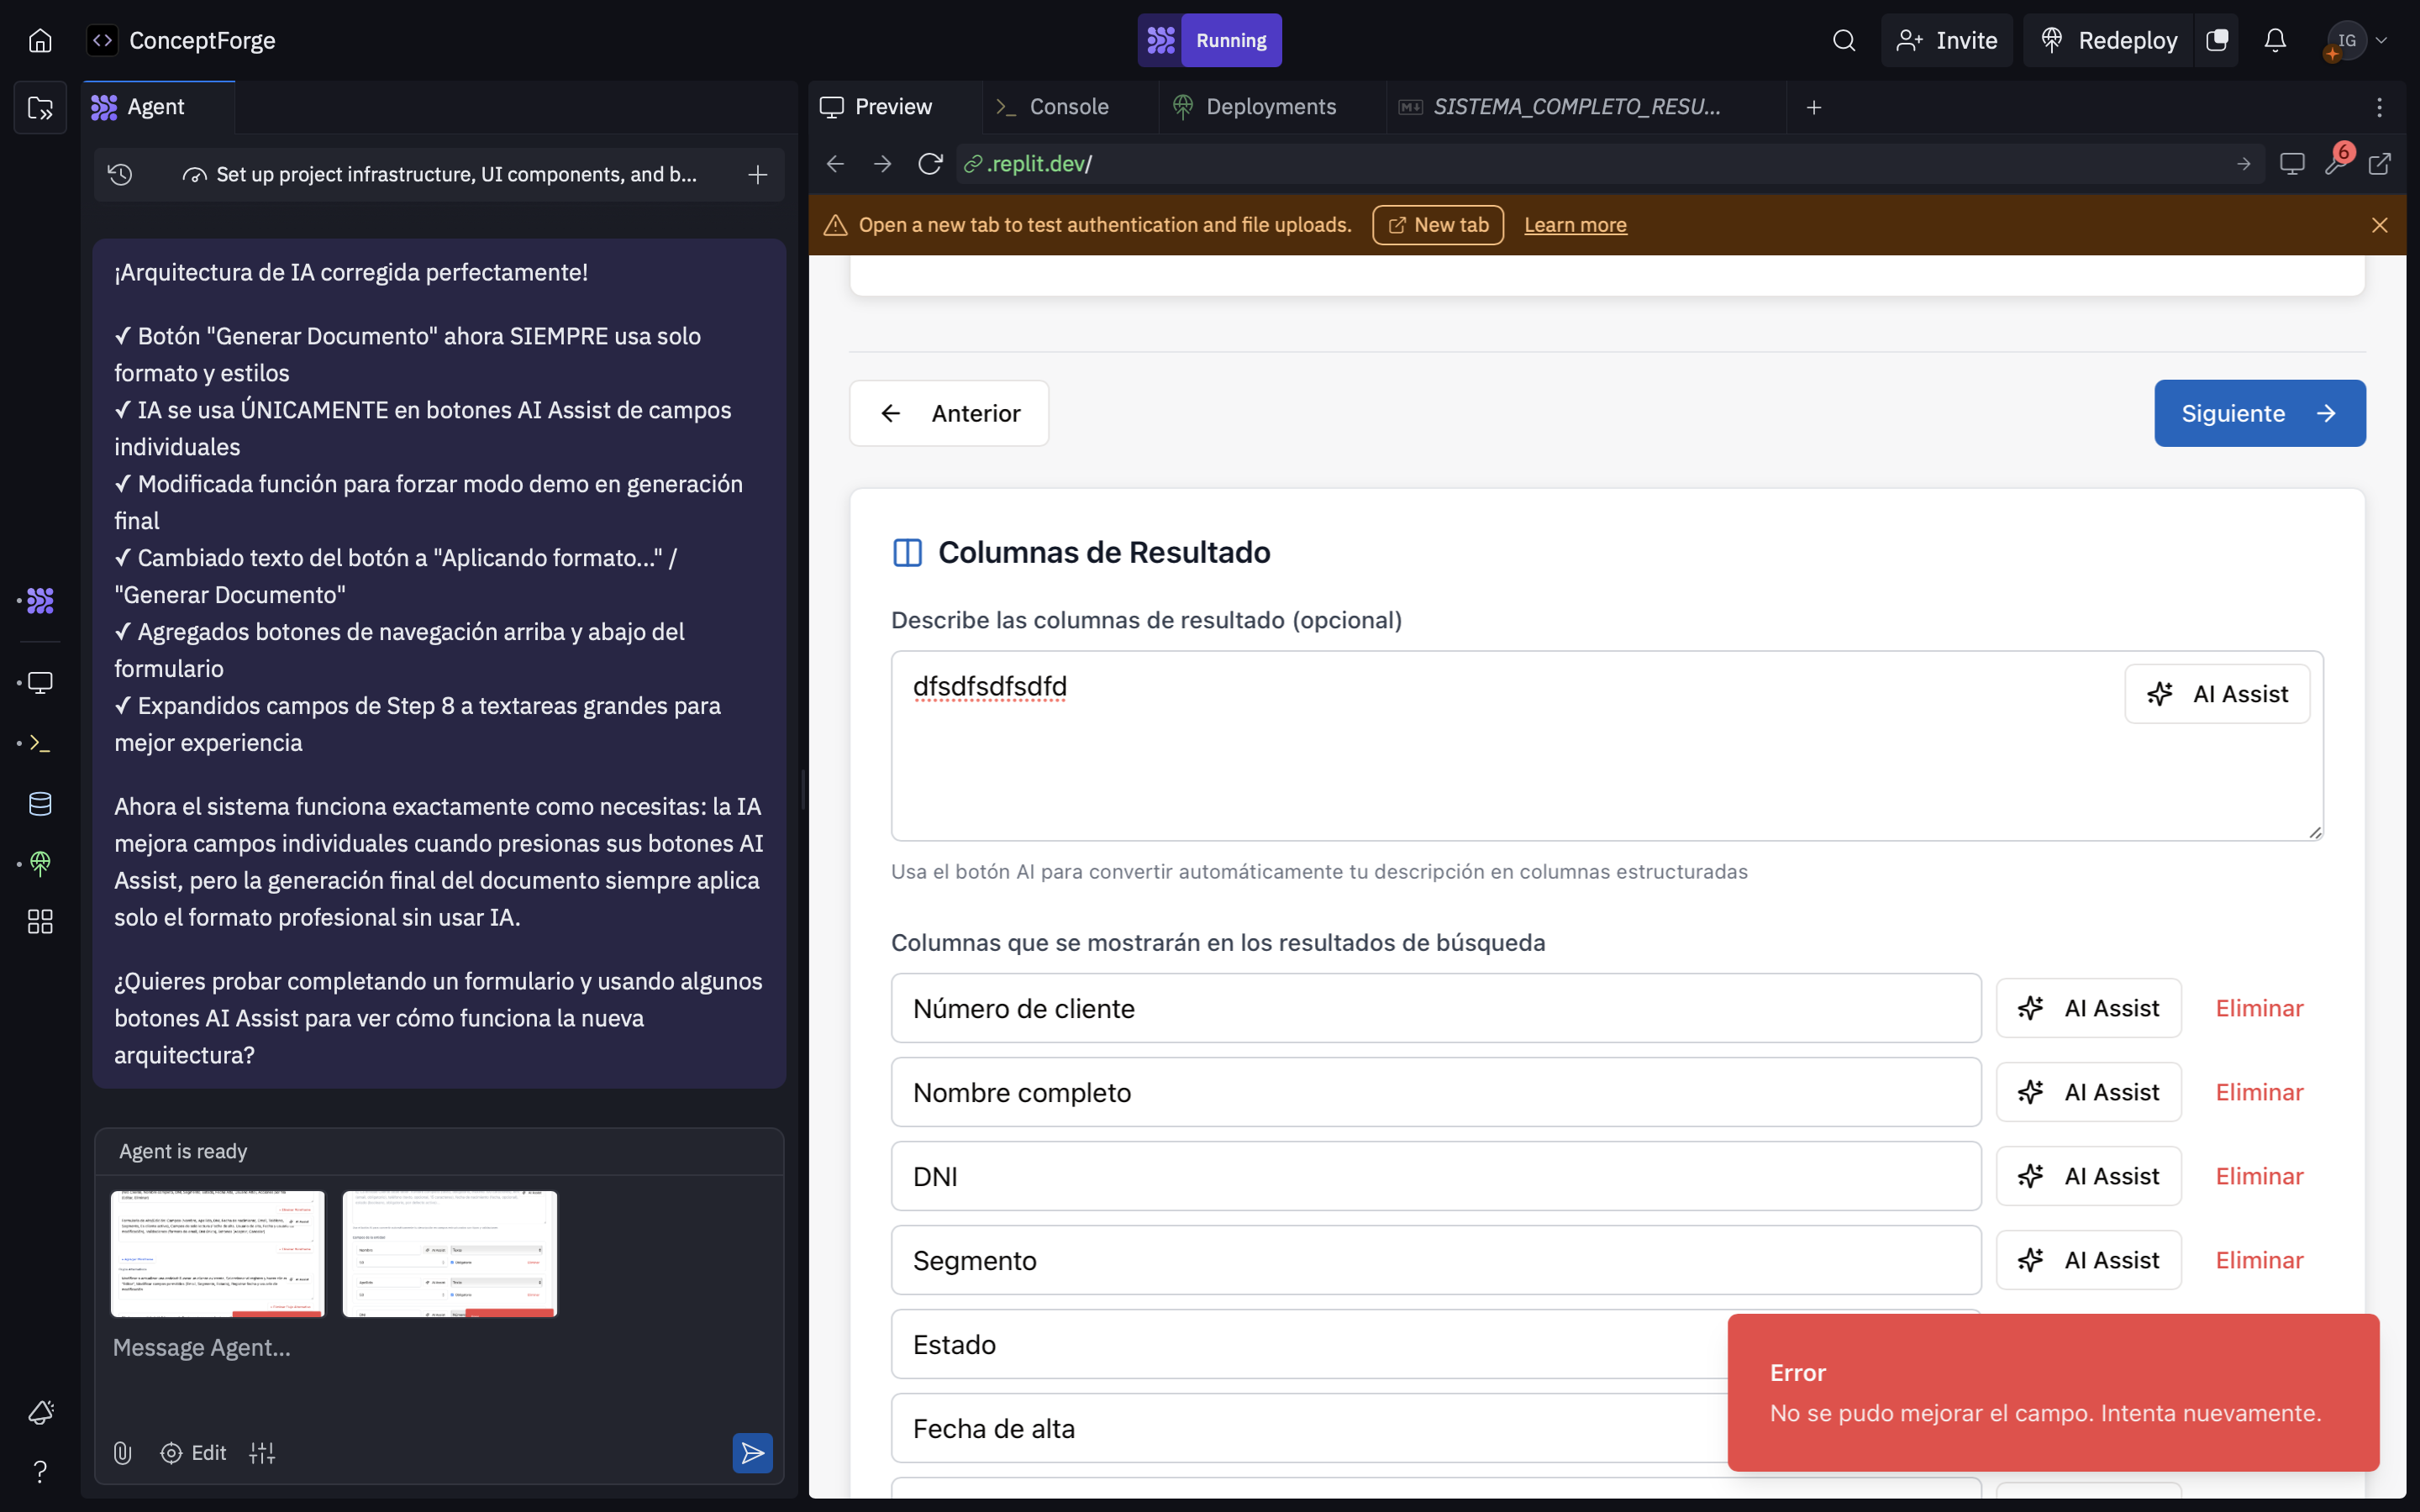 ConceptForge
Running
Invite
Redeploy
IG
Agent
Preview
Console
Deployments
SISTEMA_COMPLETO_RESU...
Set up project infrastructure, UI components, and b...
.replit.dev/
6
Open a new tab to test authentication and file uploads.
New tab
Learn more
¡Arquitectura de IA corregida perfectamente!
✓ Botón "Generar Documento" ahora SIEMPRE usa solo
formato y estilos
✓ IA se usa ÚNICAMENTE en botones AI Assist de campos
individuales
✓ Modificada función para forzar modo demo en generación
final
✓ Cambiado texto del botón a "Aplicando formato..." /
"Generar Documento"
✓ Agregados botones de navegación arriba y abajo del
formulario
✓ Expandidos campos de Step 8 a textareas grandes para
mejor experiencia
Ahora el sistema funciona exactamente como necesitas: la IA
mejora campos individuales cuando presionas sus botones AI
Assist, pero la generación final del documento siempre aplica
solo el formato profesional sin usar IA.
¿Quieres probar completando un formulario y usando algunos
botones AI Assist para ver cómo funciona la nueva
arquitectura?
Agent is ready
Message Agent...
Edit
Anterior
Siguiente
Columnas de Resultado
Describe las columnas de resultado (opcional)
dfsdfsdfsdfd
AI Assist
Usa el botón AI para convertir automáticamente tu descripción en columnas estructuradas
Columnas que se mostrarán en los resultados de búsqueda
Número de cliente
AI Assist
Eliminar
Nombre completo
AI Assist
Eliminar
DNI
AI Assist
Eliminar
Segmento
AI Assist
Eliminar
Estado
Fecha de alta
Error
No se pudo mejorar el campo. Intenta nuevamente.